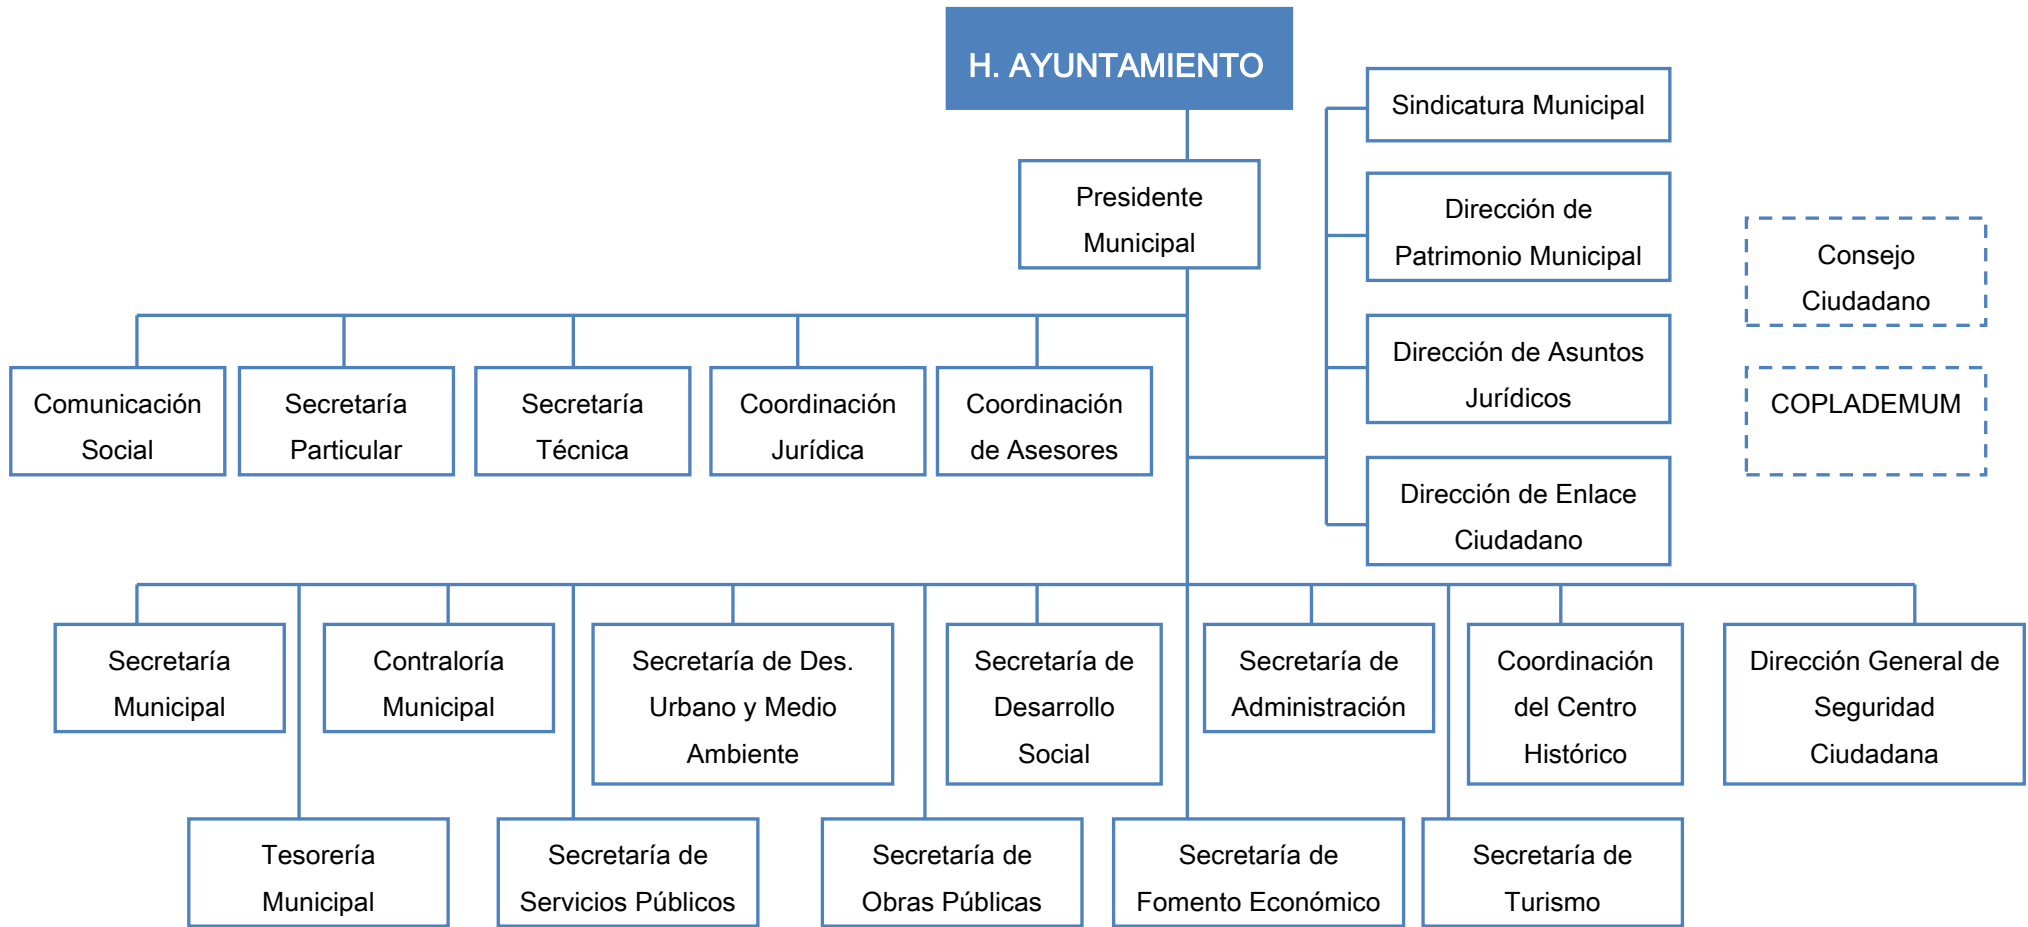 H. AYUNTAMIENTO
Presidente
Municipal
Sindicatura Municipal
Dirección de
Patrimonio Municipal
Dirección de Asuntos
Jurídicos
Dirección de Enlace
Ciudadano
Consejo
Ciudadano
COPLADEMUM
Comunicación
Social
Secretaría
Particular
Secretaría
Técnica
Coordinación
Jurídica
Coordinación
de Asesores
Secretaría
Municipal
Contraloría
Municipal
Secretaría de Des.
Urbano y Medio
Ambiente
Secretaría de
Desarrollo
Social
Secretaría de
Administración
Coordinación
del Centro
Histórico
Dirección General de
Seguridad
Ciudadana
Tesorería
Municipal
Secretaría de
Servicios Públicos
Secretaría de
Obras Públicas
Secretaría de
Fomento Económico
Secretaría de
Turismo